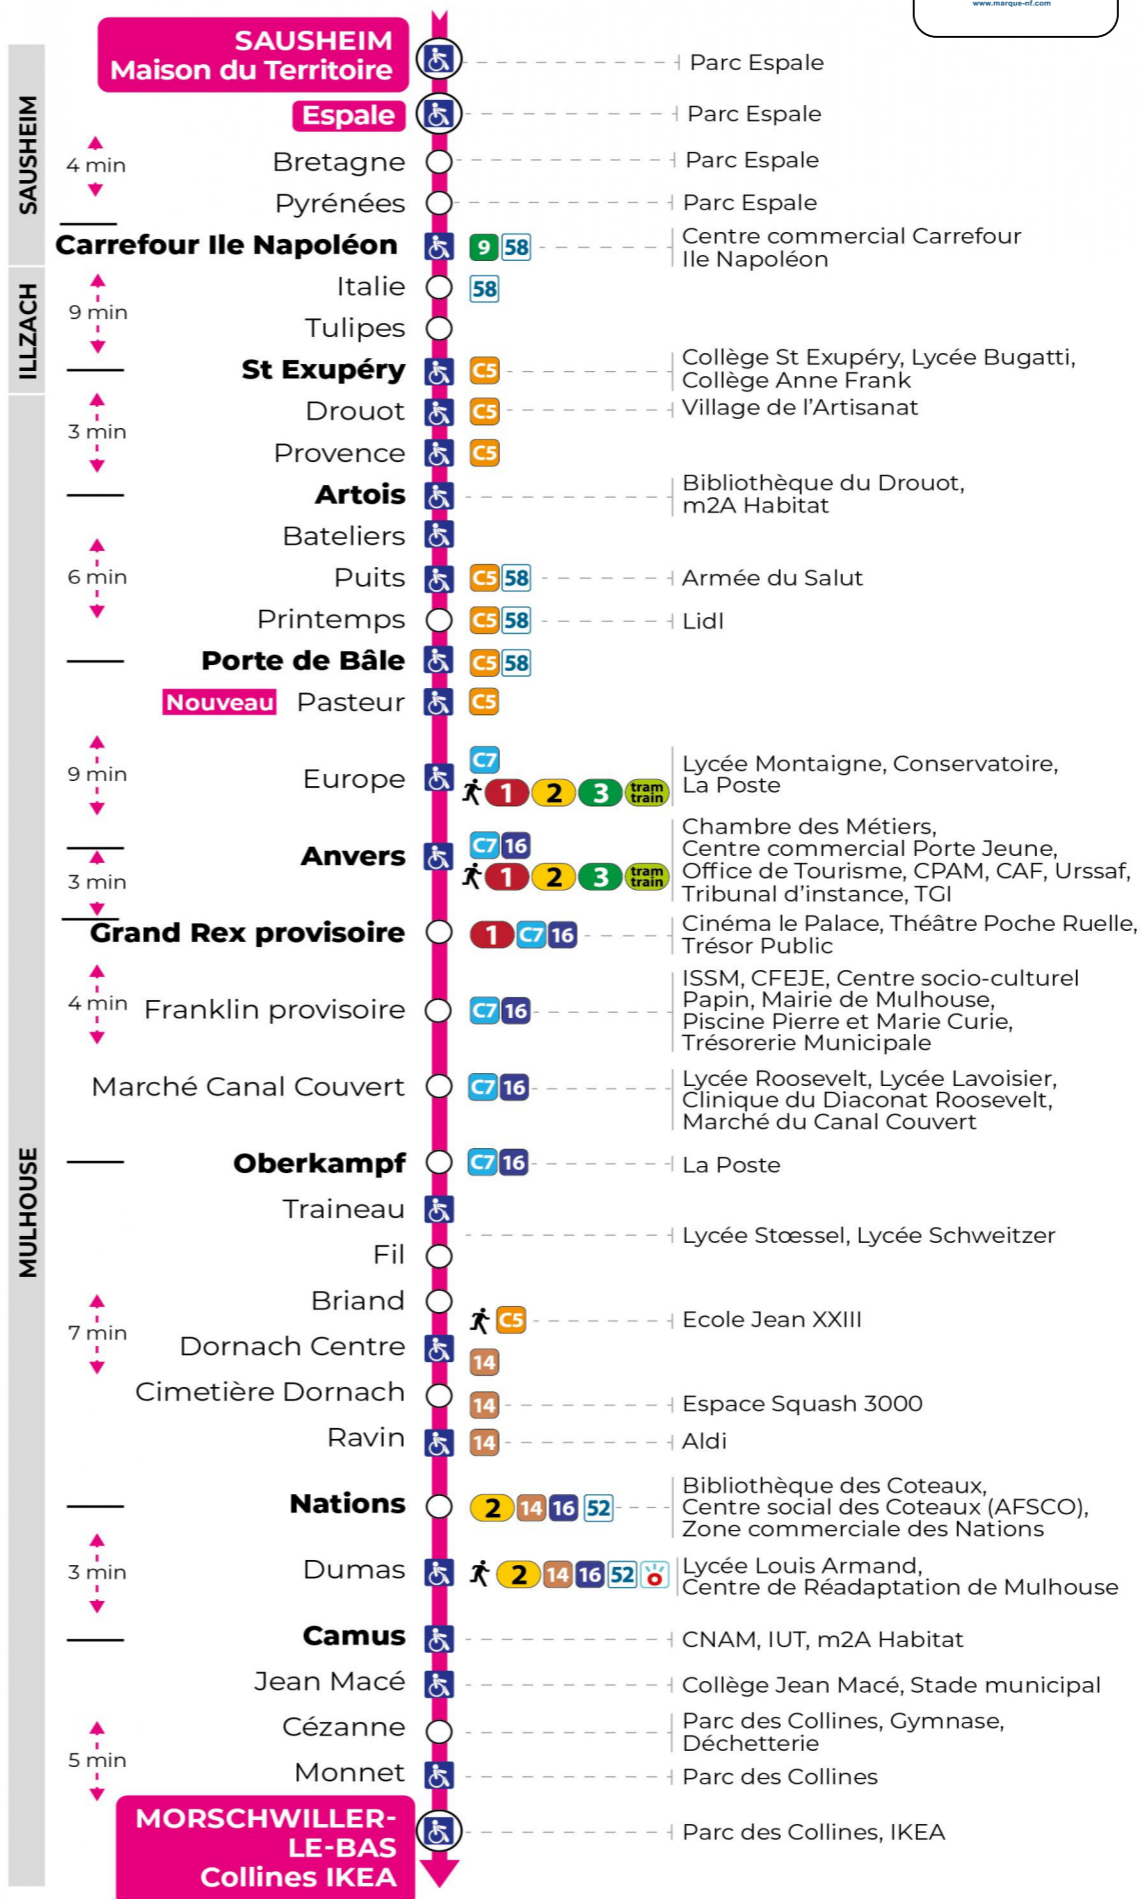 www.marque-nf.com
SAUSHEIM
SAUSHEIM
Maison du Territoire
Parc Espale
Espale
Parc Espale
4 min
Bretagne
Parc Espale
Pyrénées
Parc Espale
Carrefour Ile Napoléon
9 58
Centre commercial Carrefour
Ile Napoléon
ILLZACH
9 min
Italie
58
Tulipes
St Exupéry
C5
Collège St Exupéry, Lycée Bugatti,
Collège Anne Frank
MULHOUSE
3 min
Drouot
C5
Village de l'Artisanat
Provence
C5
Artois
Bibliothèque du Drouot,
m2A Habitat
Bateliers
6 min
Puits
C5 58
Armée du Salut
Printemps
C5 58
Lidl
Porte de Bâle
C5 58
Nouveau Pasteur
C5
9 min
Europe
C7
1 2 3 tram train
Lycée Montaigne, Conservatoire,
La Poste
Anvers
C7 16
1 2 3 tram train
Chambre des Métiers,
Centre commercial Porte Jeune,
Office de Tourisme, CPAM, CAF, Urssaf,
Tribunal d'instance, TGI
3 min
Grand Rex provisoire
1 C7 16
Cinéma le Palace, Théâtre Poche Ruelle,
Trésor Public
4 min
Franklin provisoire
C7 16
ISSM, CFEJE, Centre socio-culturel
Papin, Mairie de Mulhouse,
Piscine Pierre et Marie Curie,
Trésorerie Municipale
Marché Canal Couvert
C7 16
Lycée Roosevelt, Lycée Lavoisier,
Clinique du Diaconat Roosevelt,
Marché du Canal Couvert
Oberkampf
C7 16
La Poste
Traineau
Lycée Stœssel, Lycée Schweitzer
Fil
Briand
C5
Ecole Jean XXIII
7 min
Dornach Centre
14
Cimetière Dornach
14
Espace Squash 3000
Ravin
14
Aldi
Nations
2 14 16 52
Bibliothèque des Coteaux,
Centre social des Coteaux (AFSCO),
Zone commerciale des Nations
3 min
Dumas
2 14 16 52
Lycée Louis Armand,
Centre de Réadaptation de Mulhouse
Camus
CNAM, IUT, m2A Habitat
Jean Macé
Collège Jean Macé, Stade municipal
5 min
Cézanne
Parc des Collines, Gymnase,
Déchetterie
Monnet
Parc des Collines
MORSCHWILLER-
LE-BAS
Collines IKEA
Parc des Collines, IKEA